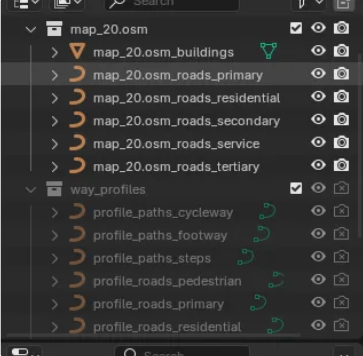 Search
map_20.osm
map_20.osm_buildings
map_20.osm_roads_primary
map_20.osm_roads_residential
map_20.osm_roads_secondary
map_20.osm_roads_service
map_20.osm_roads_tertiary
way_profiles
profile_paths_cycleway
profile_paths_footway
profile_paths_steps
profile_roads_pedestrian
profile_roads_primary
profile_roads_residential
Search